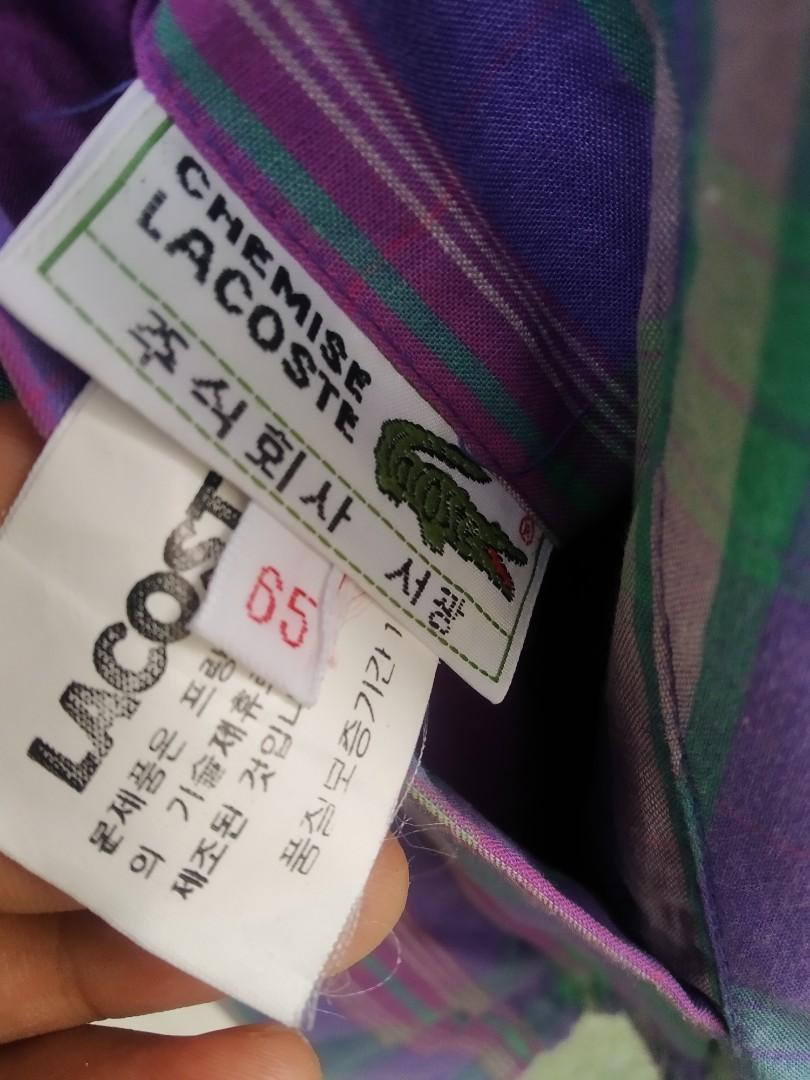 CHEMISE
LACOSTE
주식회사 서광
®
65
LACOST
본제품은 프랑
의 기술제휴
제조된 것입니
품질보증기간 1